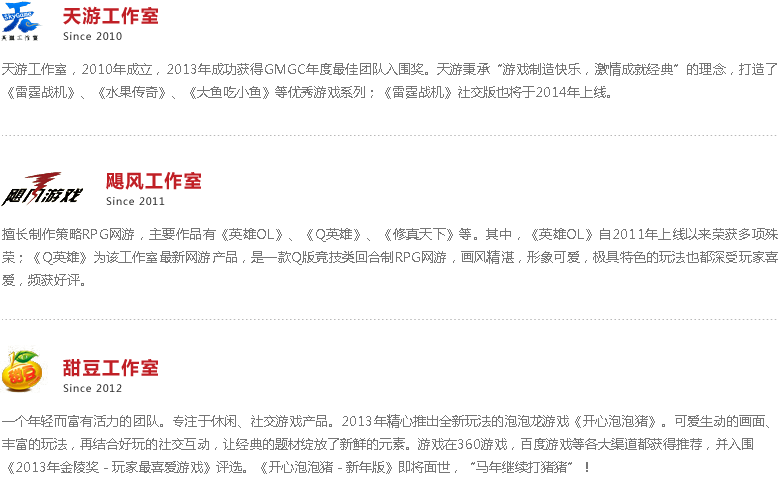 SkyGame
天游工作室
天游工作室
Since 2010
天游工作室，2010年成立，2013年成功获得GMGC年度最佳团队入围奖。天游秉承“游戏制造快乐，激情成就经典”的理念，打造了
《雷霆战机》、《水果传奇》、《大鱼吃小鱼》等优秀游戏系列；《雷霆战机》社交版也将于2014年上线。
飓风游戏
飓风工作室
Since 2011
擅长制作策略RPG网游，主要作品有《英雄OL》、《Q英雄》、《修真天下》等。其中，《英雄OL》自2011年上线以来荣获多项殊
荣；《Q英雄》为该工作室最新网游产品，是一款Q版竞技类回合制RPG网游，画风精湛，形象可爱，极具特色的玩法也都深受玩家喜
爱，频获好评。
甜豆
甜豆工作室
Since 2012
一个年轻而富有活力的团队。专注于休闲、社交游戏产品。2013年精心推出全新玩法的泡泡龙游戏《开心泡泡猪》。可爱生动的画面、
丰富的玩法，再结合好玩的社交互动，让经典的题材绽放了新鲜的元素。游戏在360游戏，百度游戏等各大渠道都获得推荐，并入围
《2013年金陵奖 - 玩家最喜爱游戏》评选。《开心泡泡猪 - 新年版》即将面世，“马年继续打猪猪”！